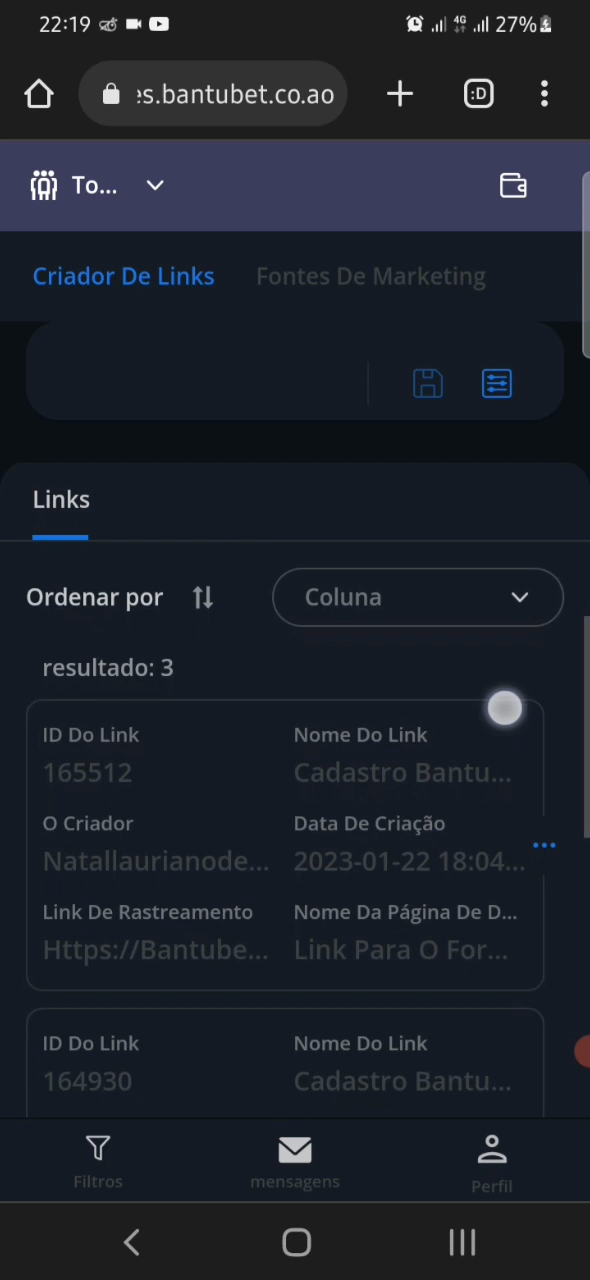 22:19 4G 27%
:es.bantubet.co.ao :D
To...
Criador De Links Fontes De Marketing
Links
Ordenar por Coluna
resultado: 3
ID Do Link Nome Do Link
165512 Cadastro Bantu...
O Criador Data De Criação
Natallaurianode... 2023-01-22 18:04...
Link De Rastreamento Nome Da Página De D...
Https://Bantube... Link Para O For...
ID Do Link Nome Do Link
164930 Cadastro Bantu...
Filtros mensagens Perfil